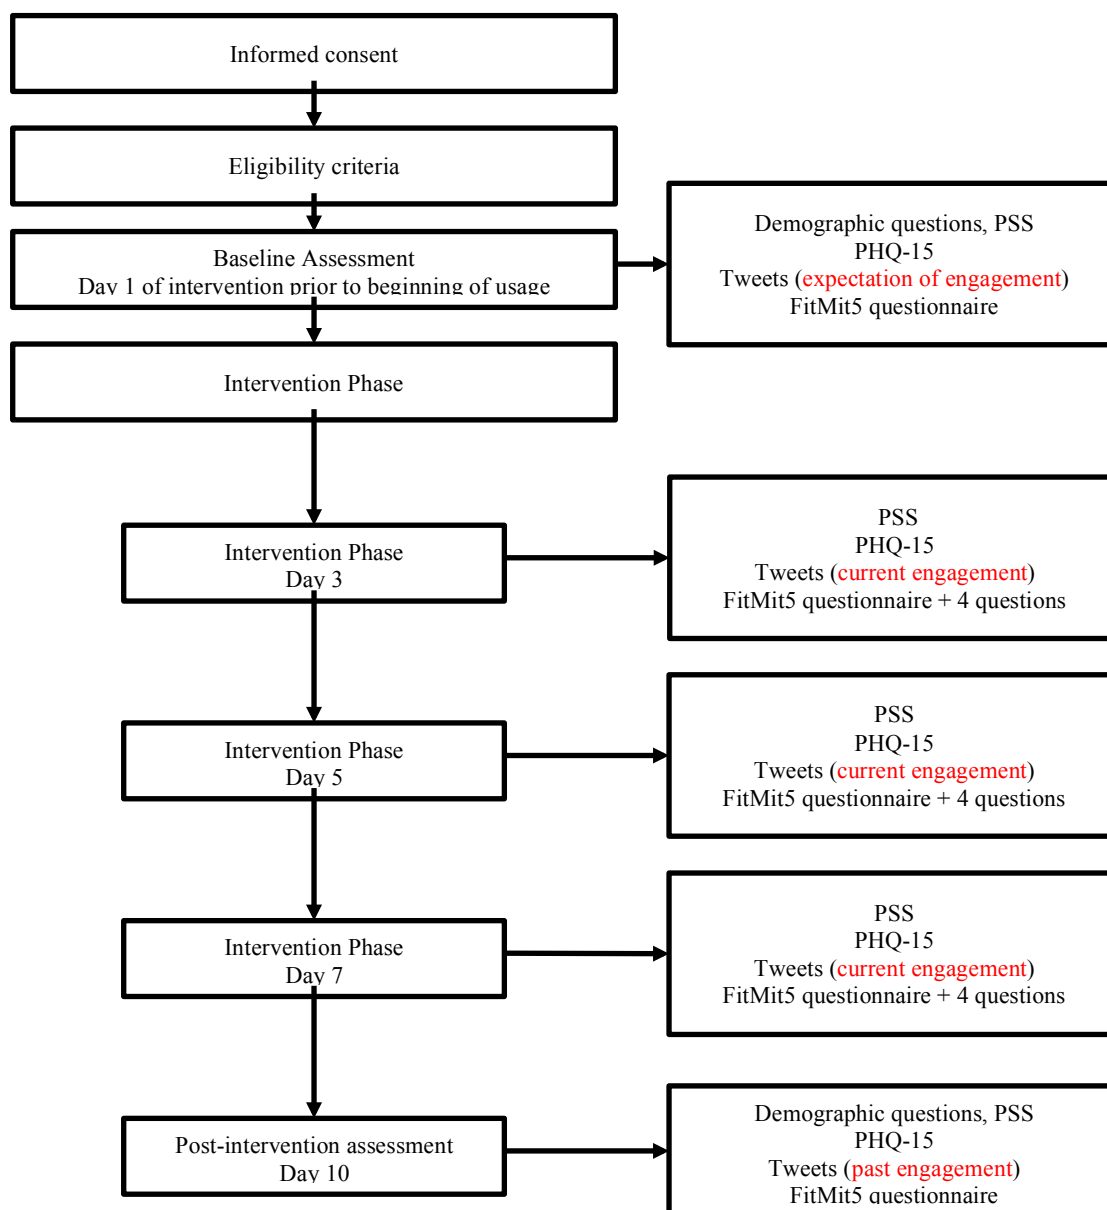 Informed consent
Eligibility criteria
Baseline Assessment
Day 1 of intervention prior to beginning of usage
Demographic questions, PSS
PHQ-15
Tweets (expectation of engagement)
FitMit5 questionnaire
Intervention Phase
Intervention Phase
Day 3
PSS
PHQ-15
Tweets (current engagement)
FitMit5 questionnaire + 4 questions
Intervention Phase
Day 5
PSS
PHQ-15
Tweets (current engagement)
FitMit5 questionnaire + 4 questions
Intervention Phase
Day 7
PSS
PHQ-15
Tweets (current engagement)
FitMit5 questionnaire + 4 questions
Post-intervention assessment
Day 10
Demographic questions, PSS
PHQ-15
Tweets (past engagement)
FitMit5 questionnaire